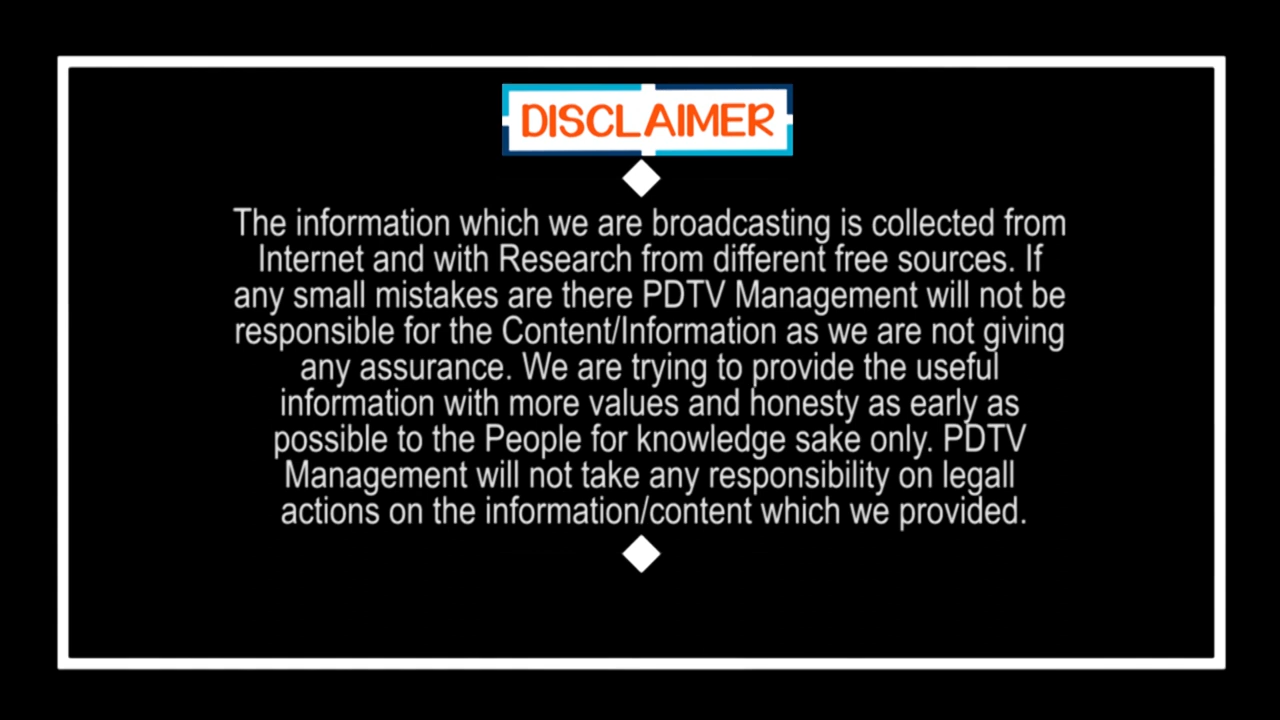 DISCLAIMER
The information which we are broadcasting is collected from
Internet and with Research from different free sources. If
any small mistakes are there PDTV Management will not be
responsible for the Content/Information as we are not giving
any assurance. We are trying to provide the useful
information with more values and honesty as early as
possible to the People for knowledge sake only. PDTV
Management will not take any responsibility on legall
actions on the information/content which we provided.